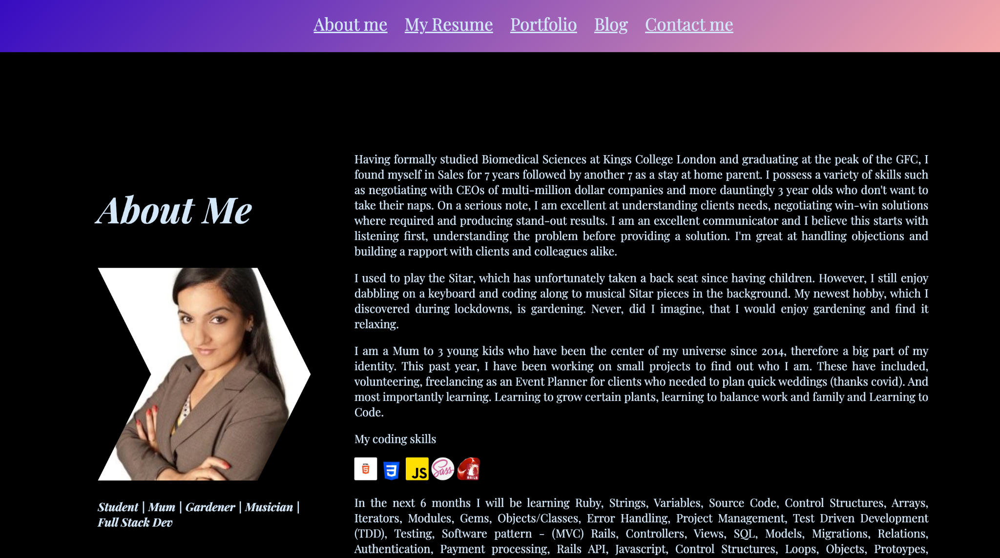 About me My Resume Portfolio Blog Contact me
About Me
Student | Mum | Gardener | Musician |
Full Stack Dev
Having formally studied Biomedical Sciences at Kings College London and graduating at the peak of the GFC, I
found myself in Sales for 7 years followed by another 7 as a stay at home parent. I possess a variety of skills such
as negotiating with CEOs of multi-million dollar companies and more dauntingly 3 year olds who don't want to
take their naps. On a serious note, I am excellent at understanding clients needs, negotiating win-win solutions
where required and producing stand-out results. I am an excellent communicator and I believe this starts with
listening first, understanding the problem before providing a solution. I'm great at handling objections and
building a rapport with clients and colleagues alike.
I used to play the Sitar, which has unfortunately taken a back seat since having children. However, I still enjoy
dabbling on a keyboard and coding along to musical Sitar pieces in the background. My newest hobby, which I
discovered during lockdowns, is gardening. Never, did I imagine, that I would enjoy gardening and find it
relaxing.
I am a Mum to 3 young kids who have been the center of my universe since 2014, therefore a big part of my
identity. This past year, I have been working on small projects to find out who I am. These have included,
volunteering, freelancing as an Event Planner for clients who needed to plan quick weddings (thanks covid). And
most importantly learning. Learning to grow certain plants, learning to balance work and family and Learning to
Code.
My coding skills
HTML 5 3 JS Sass RAILS
In the next 6 months I will be learning Ruby, Strings, Variables, Source Code, Control Structures, Arrays,
Iterators, Modules, Gems, Objects/Classes, Error Handling, Project Management, Test Driven Development
(TDD), Testing, Software pattern - (MVC) Rails, Controllers, Views, SQL, Models, Migrations, Relations,
Authentication, Payment processing, Rails API, Javascript, Control Structures, Loops, Objects, Protoypes,